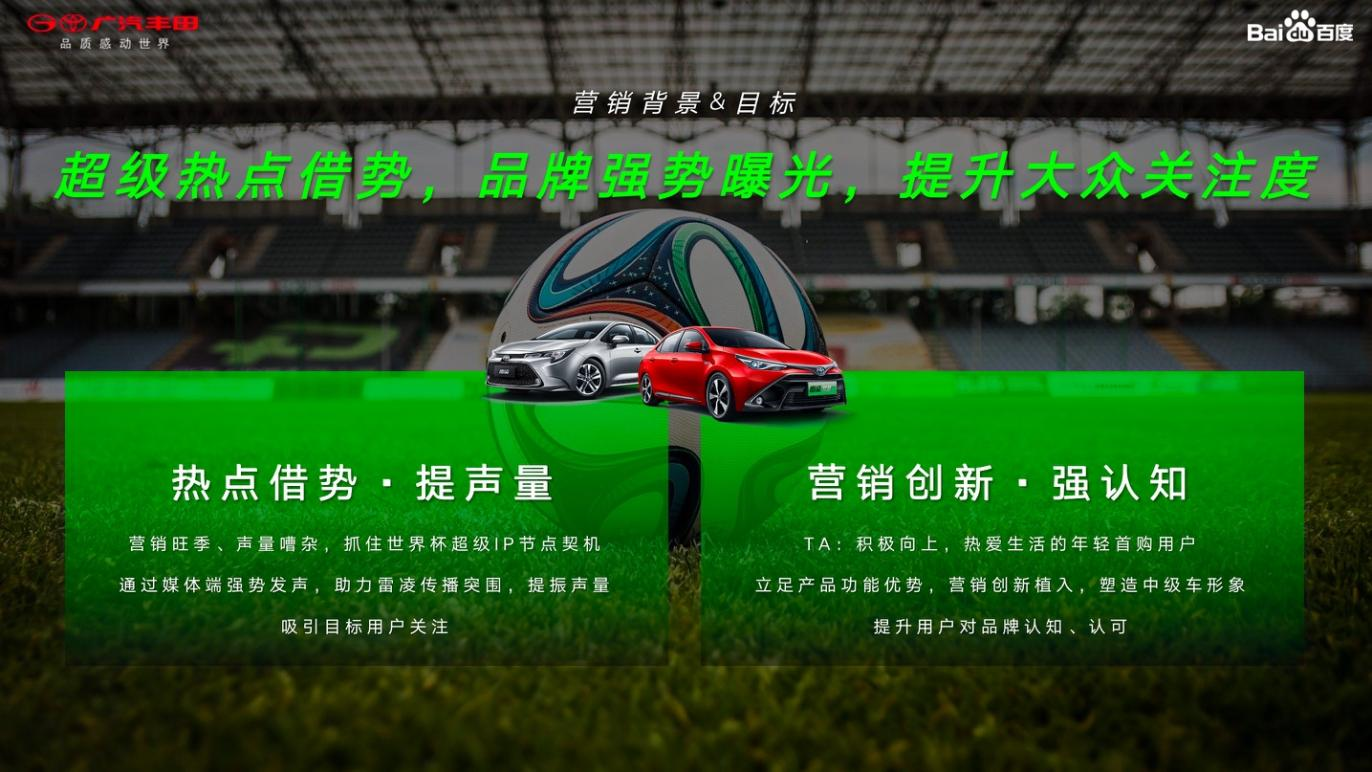 广汽丰田
品质感动世界
Bai du 百度
营销背景&目标
超级热点借势，品牌强势曝光，提升大众关注度
热点借势·提声量
营销旺季、声量嘈杂，抓住世界杯超级IP节点契机
通过媒体端强势发声，助力雷凌传播突围，提振声量
吸引目标用户关注
营销创新·强认知
TA：积极向上，热爱生活的年轻首购用户
立足产品功能优势，营销创新植入，塑造中级车形象
提升用户对品牌认知、认可